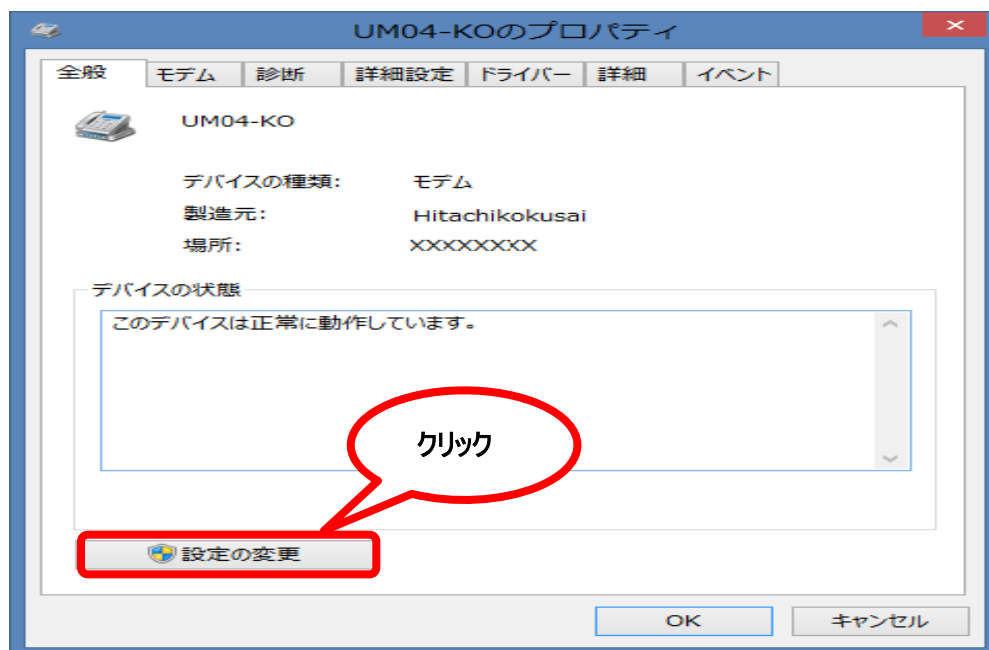 UM04-KOのプロパティ
全般 モデム 診断 詳細設定 ドライバー 詳細 イベント
UM04-KO
デバイスの種類: モデム
製造元: Hitachikokusai
場所: XXXXXXXX
デバイスの状態
このデバイスは正常に動作しています。
クリック
設定の変更
OK キャンセル